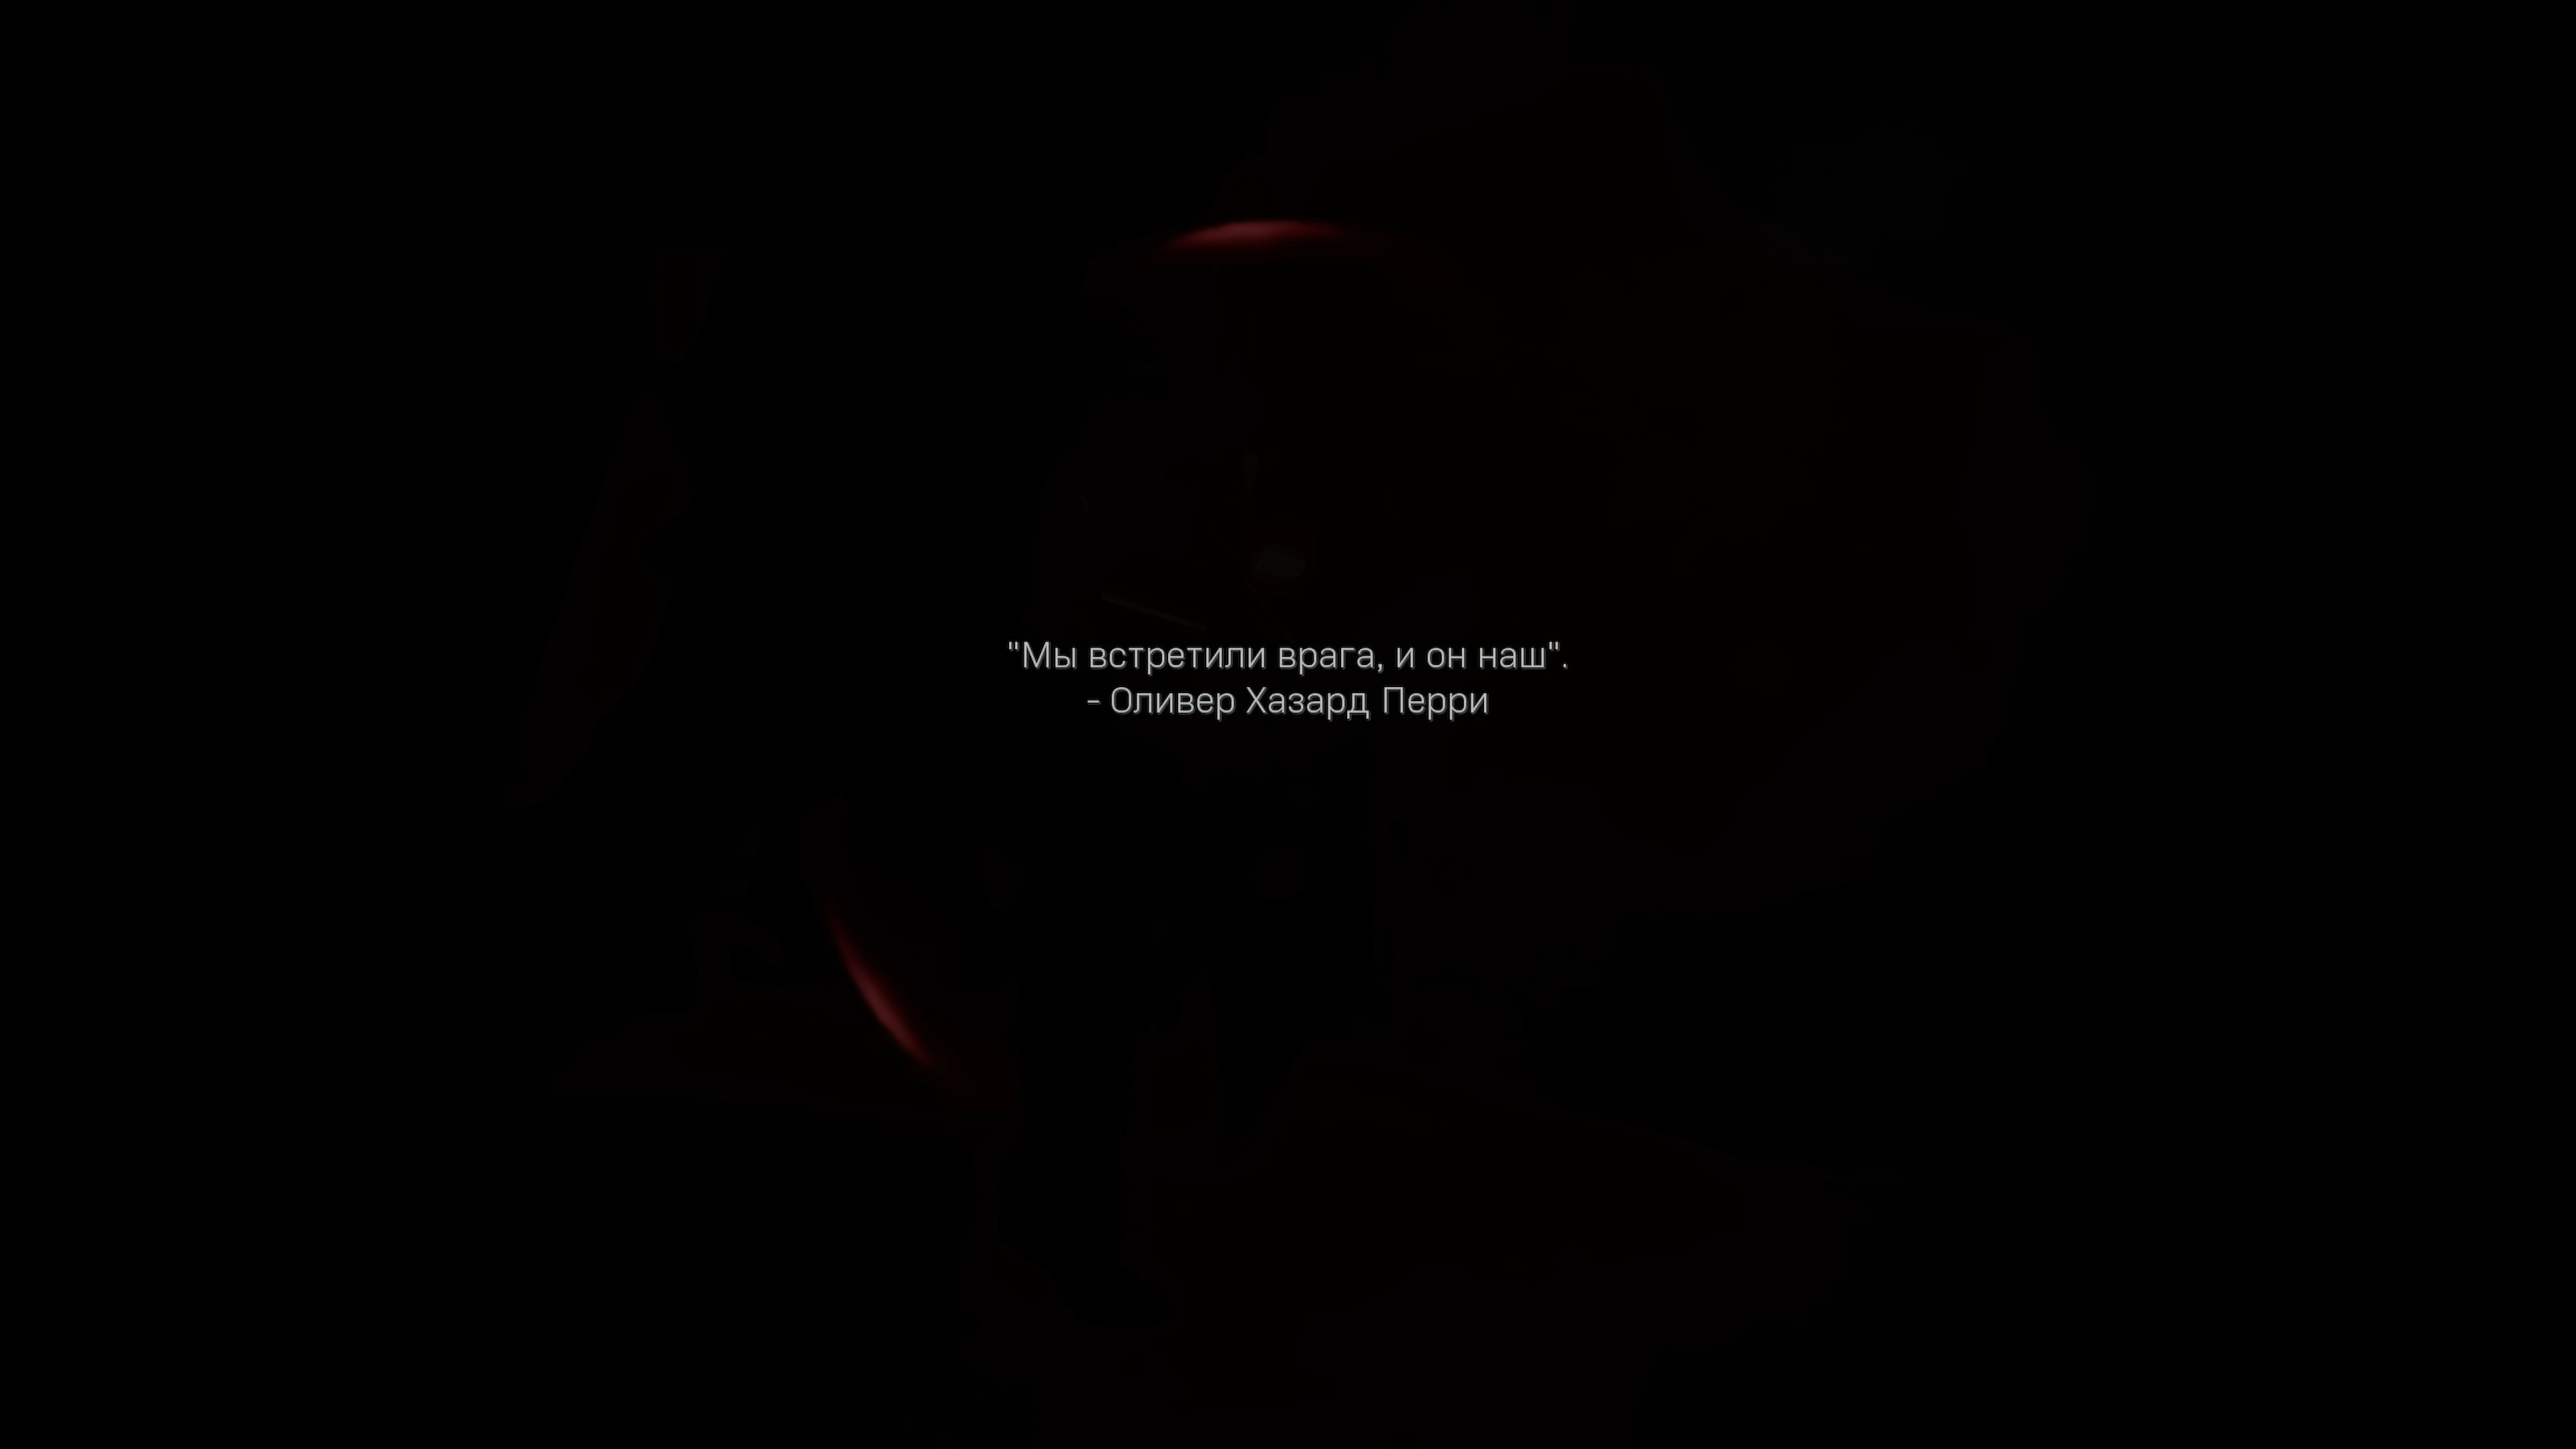 "Мы встретили врага, и он наш".
- Оливер Хазард Перри